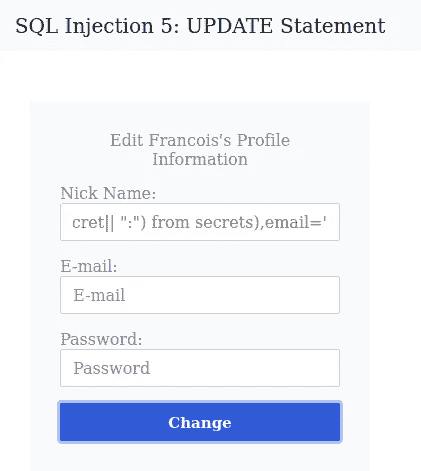 SQL Injection 5: UPDATE Statement
Edit Francois's Profile
Information
Nick Name:
cret|| ":") from secrets),email='
E-mail:
E-mail
Password:
Password
Change